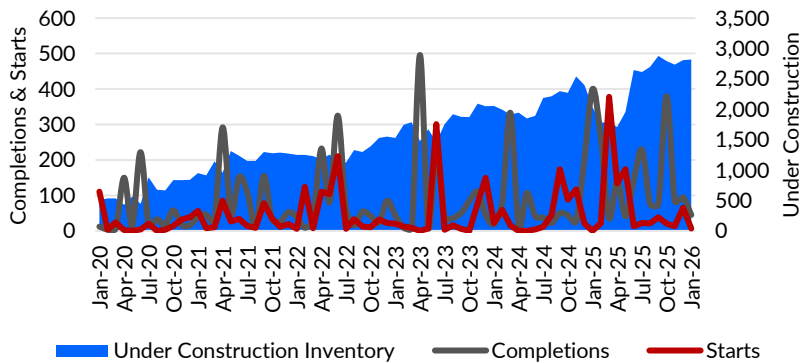 600
500
400
300
200
100
0
Completions & Starts
3,500
3,000
2,500
2,000
1,500
1,000
500
0
Under Construction
Jan-20
Apr-20
Jul-20
Oct-20
Jan-21
Apr-21
Jul-21
Oct-21
Jan-22
Apr-22
Jul-22
Oct-22
Jan-23
Apr-23
Jul-23
Oct-23
Jan-24
Apr-24
Jul-24
Oct-24
Jan-25
Apr-25
Jul-25
Oct-25
Jan-26
Under Construction Inventory
Completions
Starts